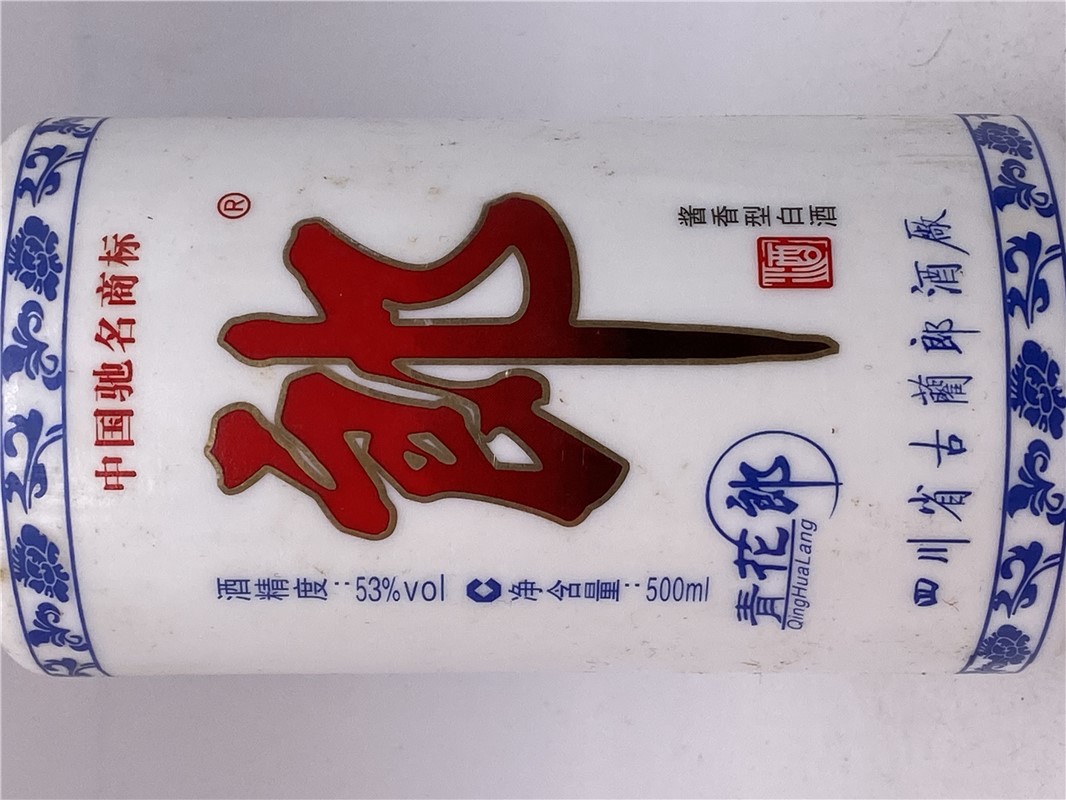 中国驰名商标
®
郎
酒精度:53%vol C 净含量:500ml
酱香型白酒
青花郎
QingHuaLang
四川省古蔺郎酒厰